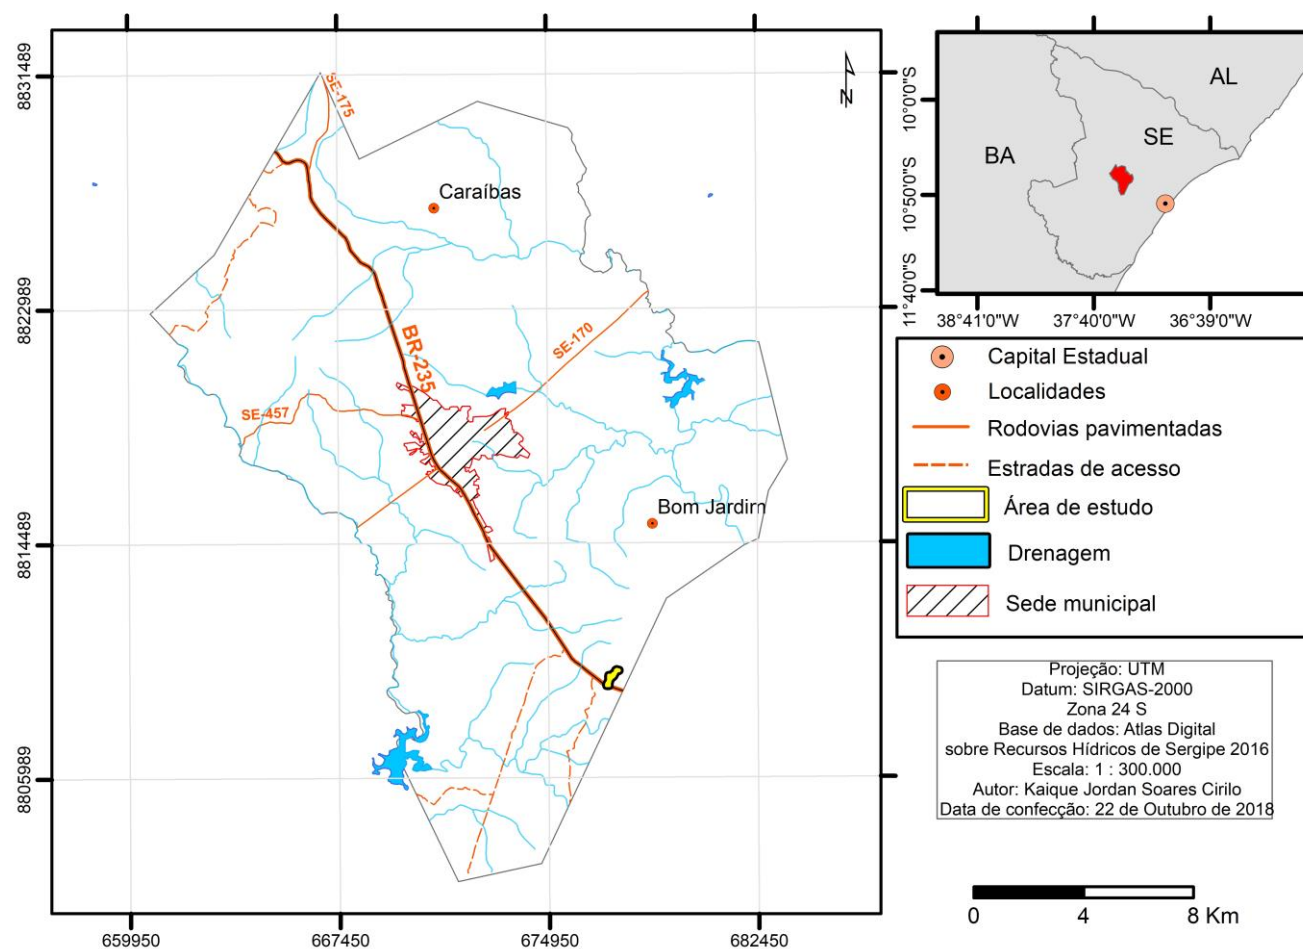 8831489
8822989
8814489
8805989
659950
667450
674950
682450
SE-175
Caraíbas
BR-235
SE-170
SE-457
Bom Jardim
N
AL
SE
BA
10°0'0"S
10°50'0"S
11°40'0"S
38°41'0"W
37°40'0"W
36°39'0"W
Capital Estadual
Localidades
Rodovias pavimentadas
Estradas de acesso
Área de estudo
Drenagem
Sede municipal
Projeção: UTM
Datum: SIRGAS-2000
Zona 24 S
Base de dados: Atlas Digital
sobre Recursos Hídricos de Sergipe 2016
Escala: 1 : 300.000
Autor: Kaique Jordan Soares Cirilo
Data de confecção: 22 de Outubro de 2018
0 4 8 Km